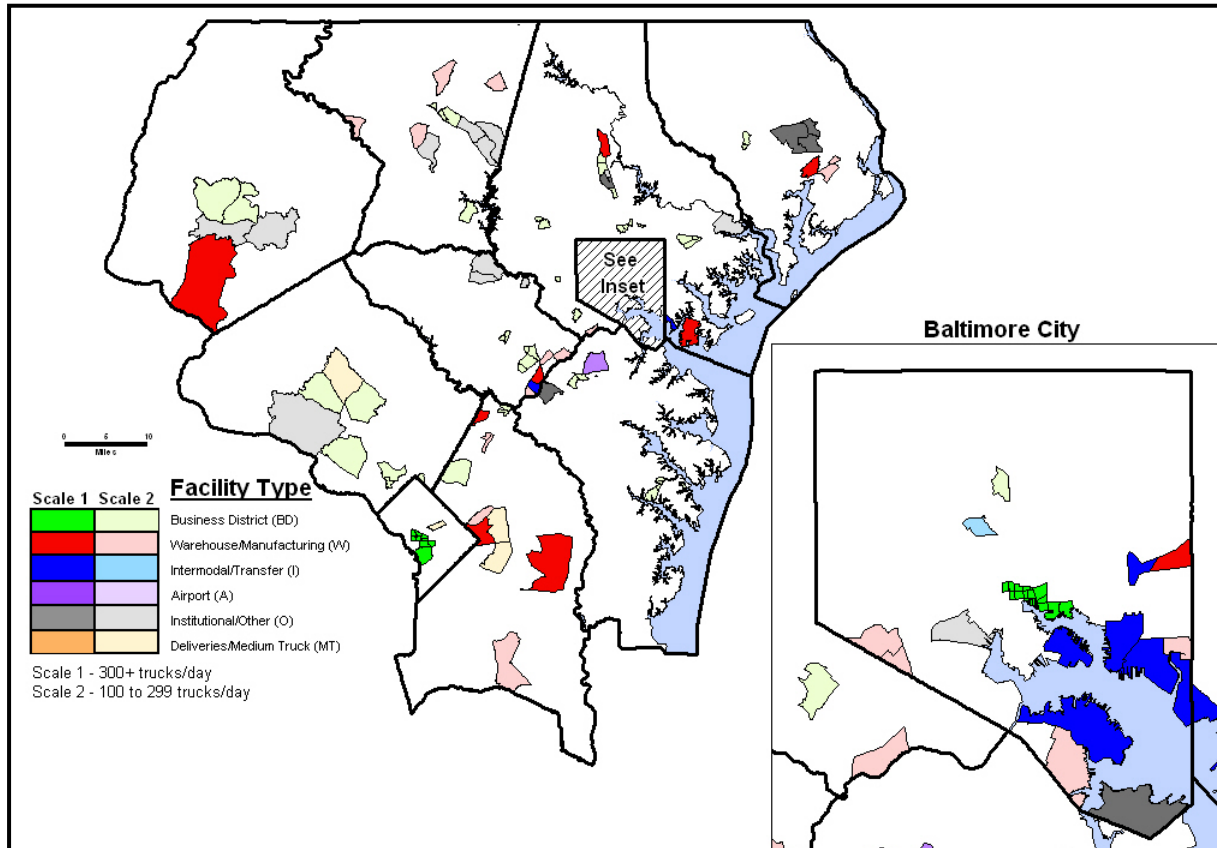 See
Inset
Baltimore City
0 5 10
Miles
Facility Type
Scale 1 Scale 2
Business District (BD)
Warehouse/Manufacturing (W)
Intermodal/Transfer (I)
Airport (A)
Institutional/Other (O)
Deliveries/Medium Truck (MT)
Scale 1 - 300+ trucks/day
Scale 2 - 100 to 299 trucks/day